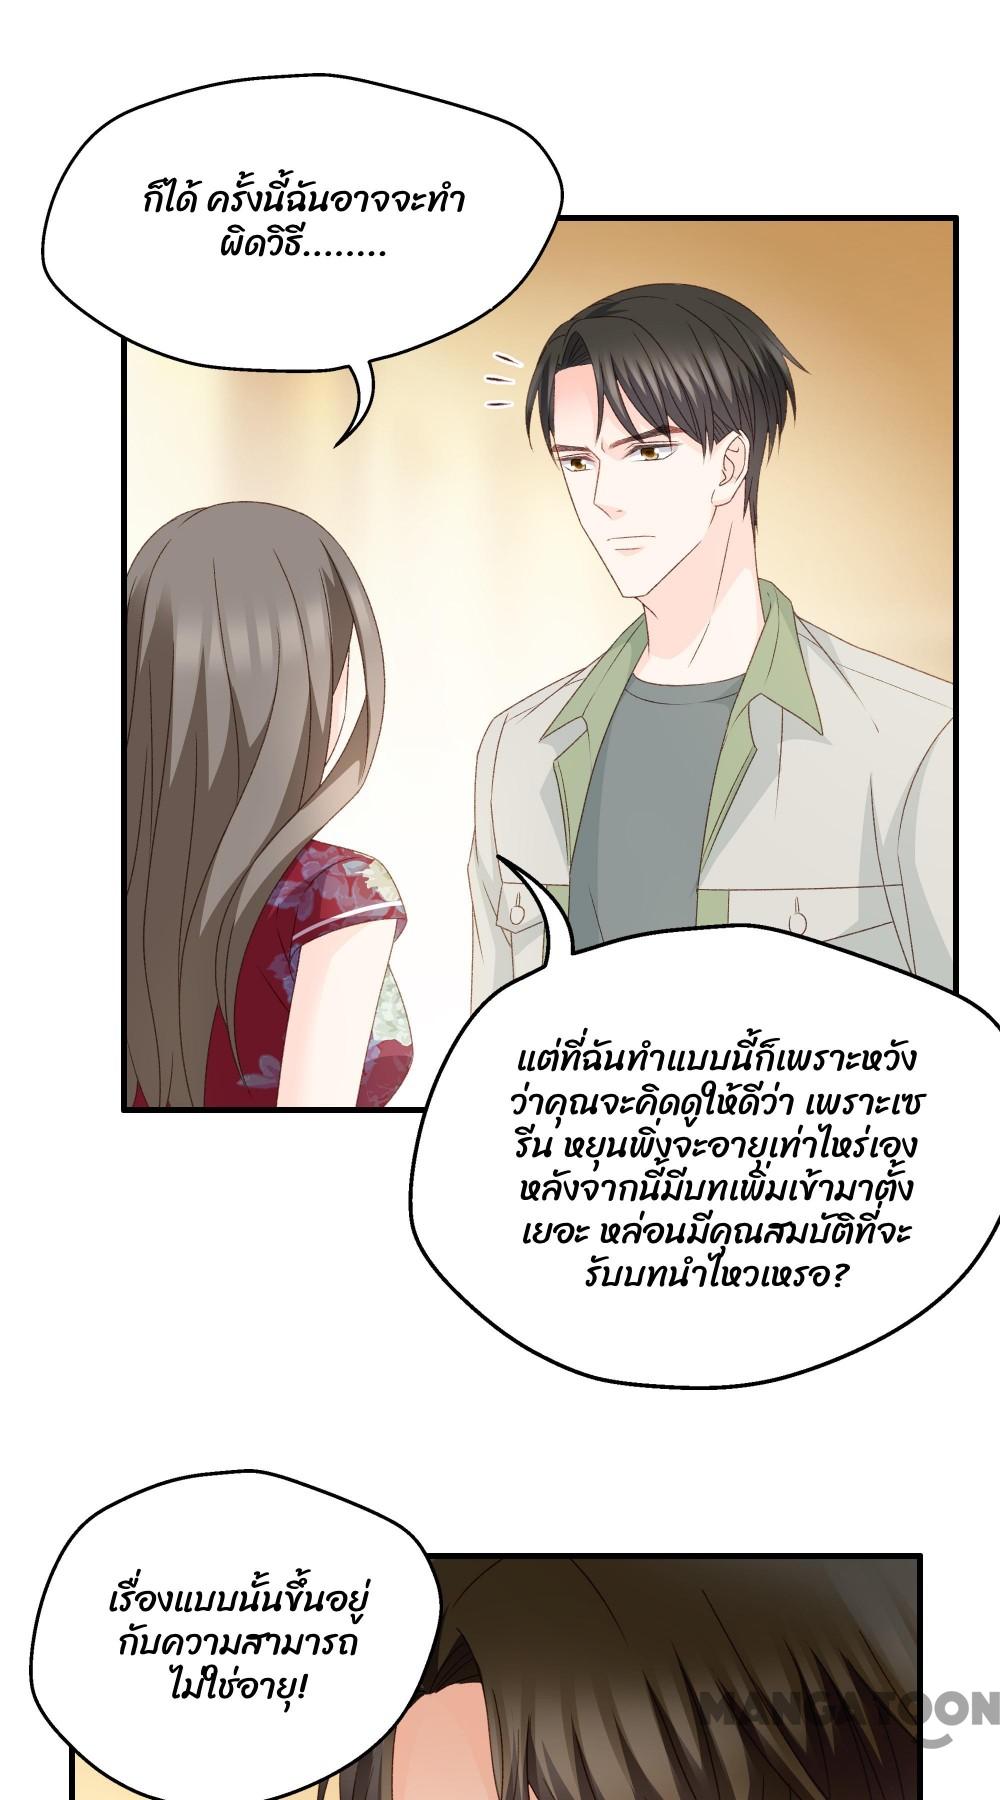 ก็ได้ ครั้งนี้ฉันอาจจะทำ
ผิดวิธี........
แต่ที่ฉันทำแบบนี้ก็เพราะหวัง
ว่าคุณจะคิดดูให้ดีว่า เพราะเซ
รีน หยุนพึ่งจะอายุเท่าไหร่เอง
หลังจากนี้มีบทเพิ่มเข้ามาตั้ง
เยอะ หล่อนมีคุณสมบัติที่จะ
รับบทนำไหวเหรอ?
เรื่องแบบนั้นขึ้นอยู่
กับความสามารถ
ไม่ใช่อายุ!
MANGATOON